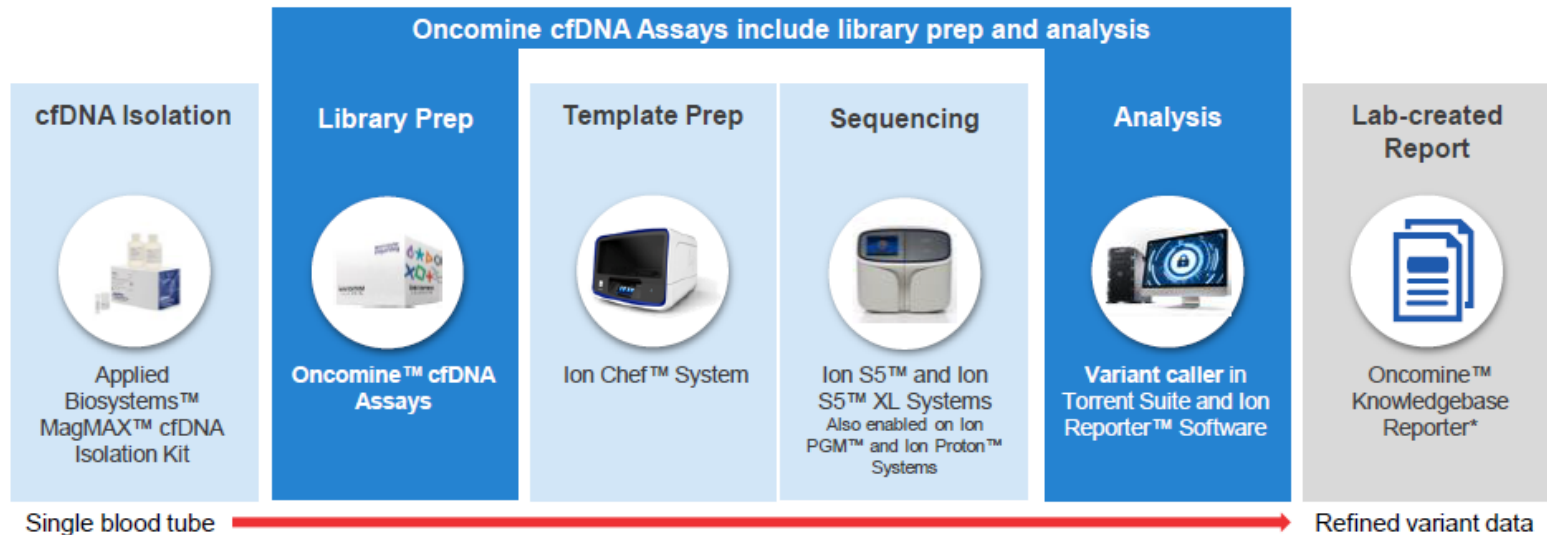 Oncomine cfDNA Assays include library prep and analysis
cfDNA Isolation
Applied
Biosystems™
MagMAX™ cfDNA
Isolation Kit
Library Prep
Oncomine™ cfDNA
Assays
Template Prep
Ion Chef™ System
Sequencing
Ion S5™ and Ion
S5™ XL Systems
Also enabled on Ion
PGM™ and Ion Proton™
Systems
Analysis
Variant caller in
Torrent Suite and Ion
Reporter™ Software
Lab-created
Report
Oncomine™
Knowledgebase
Reporter*
Single blood tube
Refined variant data